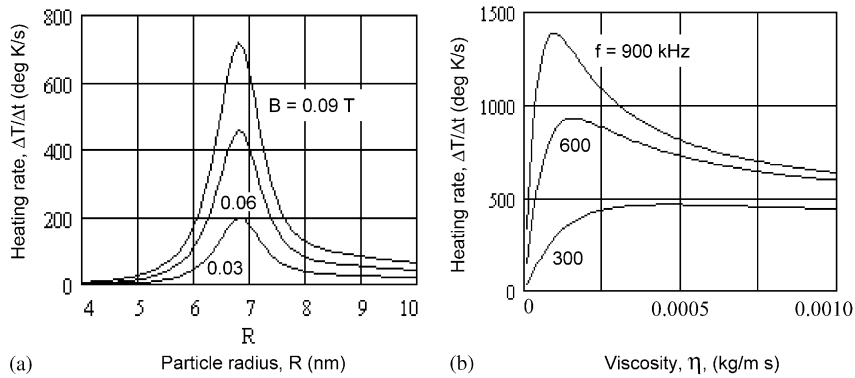 800
600
400
200
0
Heating rate, ΔT/Δt (deg K/s)
B = 0.09 T
0.06
0.03
4 5 6 7 8 9 10
R
(a) Particle radius, R (nm)
1500
1000
500
0
Heating rate, ΔT/Δt (deg K/s)
f = 900 kHz
600
300
0 0.0005 0.0010
(b) Viscosity, η, (kg/m s)